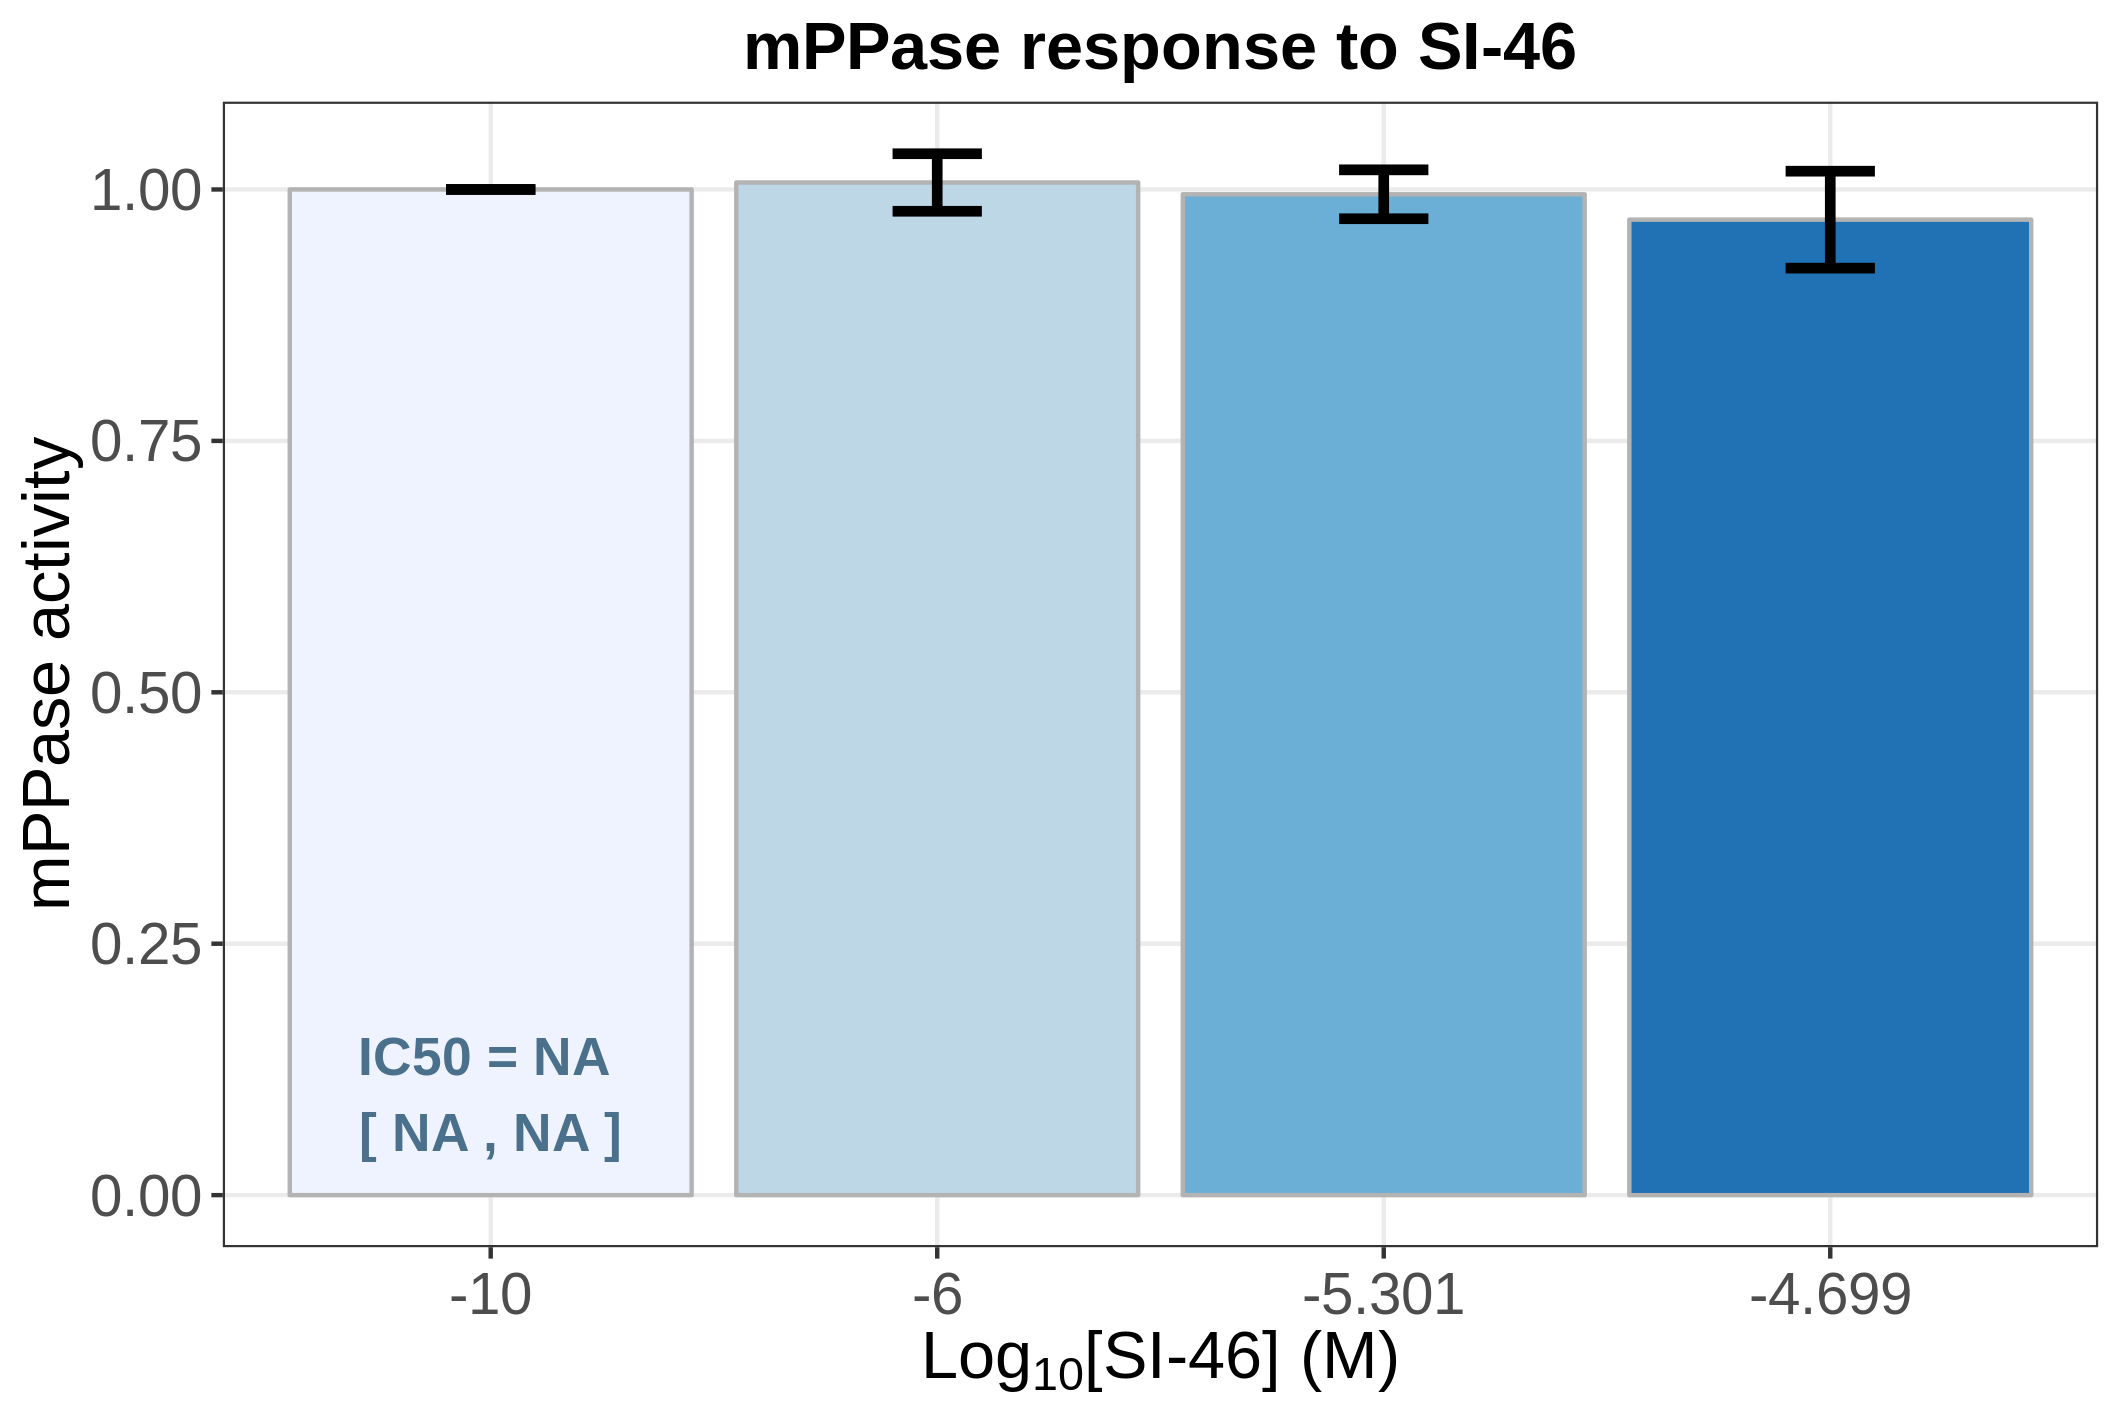 mPPase response to SI-46
mPPase activity
1.00
0.75
0.50
0.25
0.00
IC50 = NA
[ NA , NA ]
-10
-6
-5.301
-4.699
Log10[SI-46] (M)